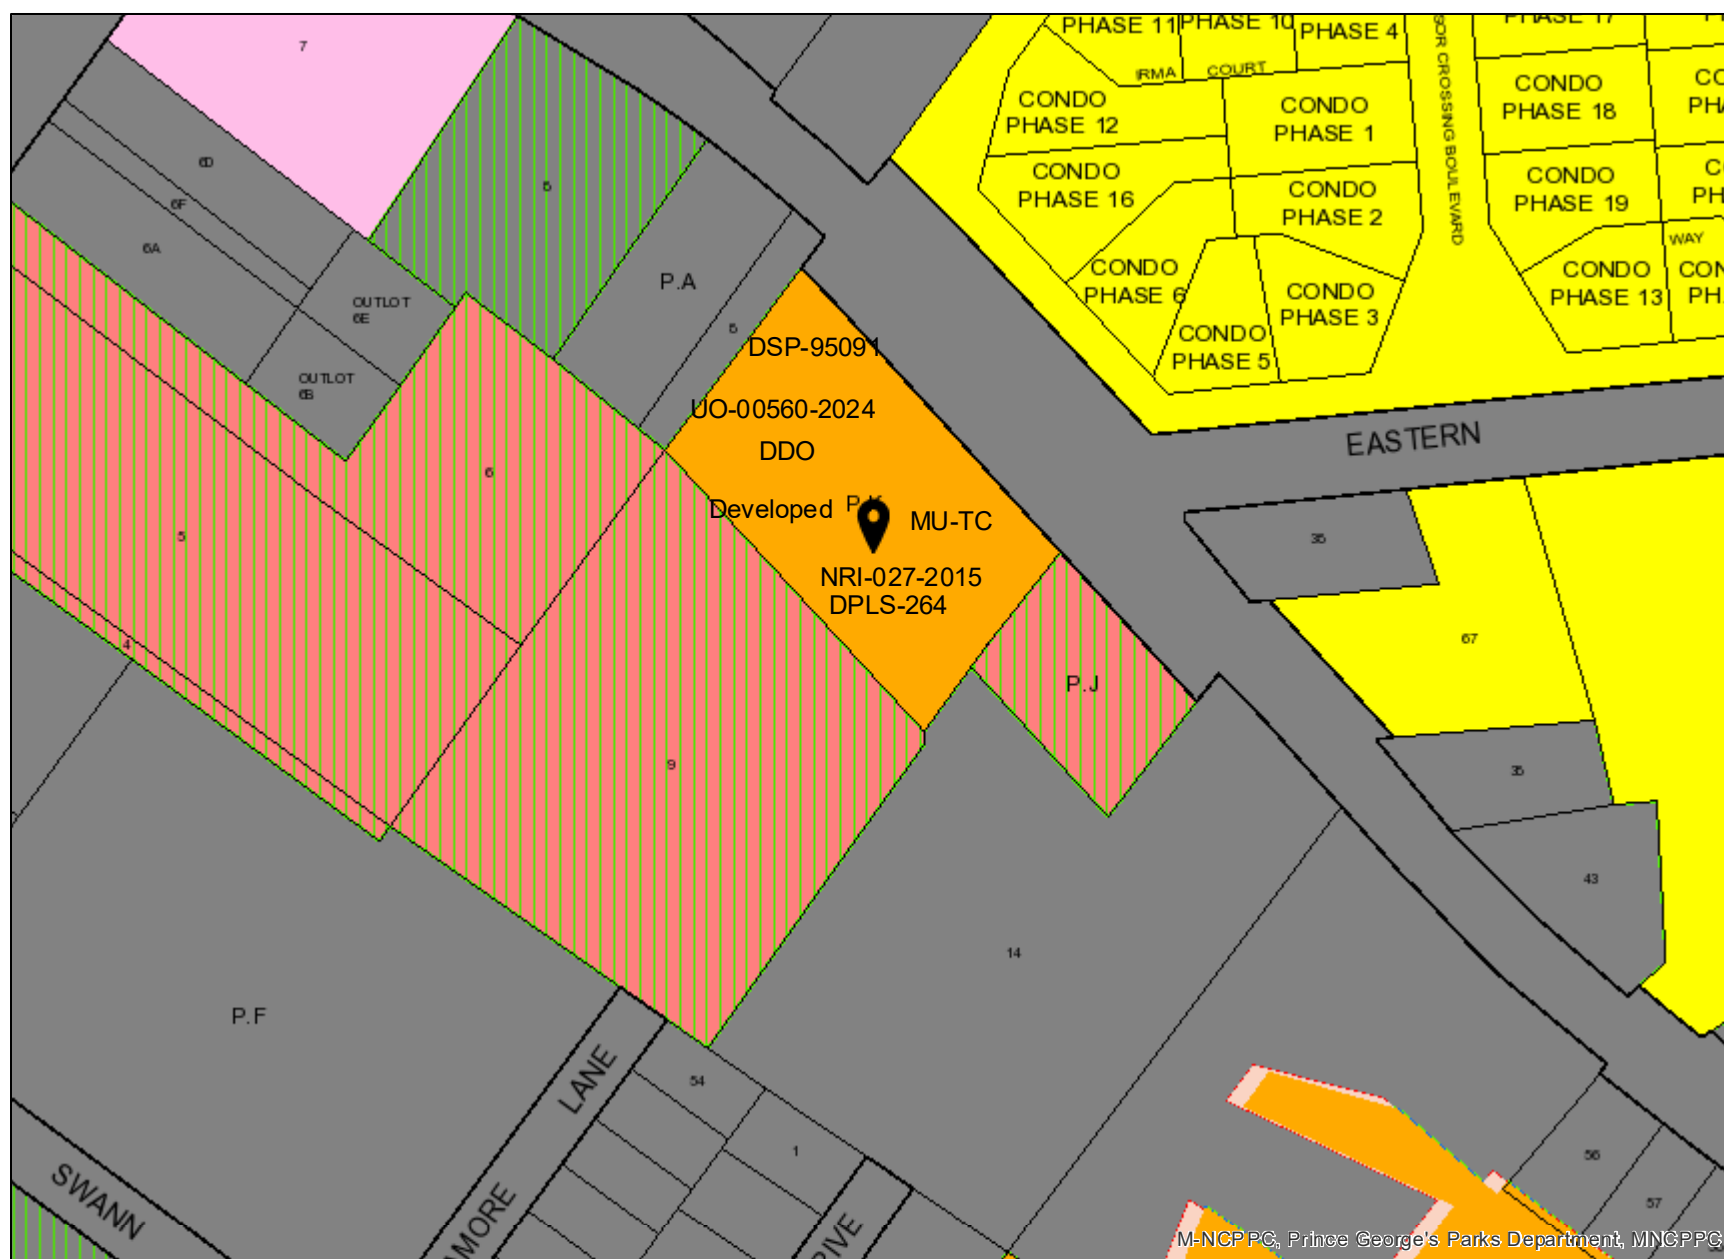 7
PHASE 11
PHASE 10
PHASE 4
PHASE 17
IRMA COURT
CONDO
PHASE 12
CONDO
PHASE 1
CONDO
PHASE 18
6D
5
CONDO
PHASE 16
CONDO
PHASE 2
CONDO
PHASE 19
CROSSING BOULEVARD
6F
6A
WAY
CONDO
PHASE 6
CONDO
PHASE 3
CONDO
PHASE 13
CONDO
PHASE 5
P.A
OUTLOT
6E
5
OUTLOT
6B
DSP-95091
UO-00560-2024
DDO
Developed
MU-TC
NRI-027-2015
DPLS-264
EASTERN
6
5
35
4
67
P.J
9
35
43
14
P.F
LANE
54
1
56
57
SWANN
M-NCPPC, Prince George's Parks Department, MNCPPC